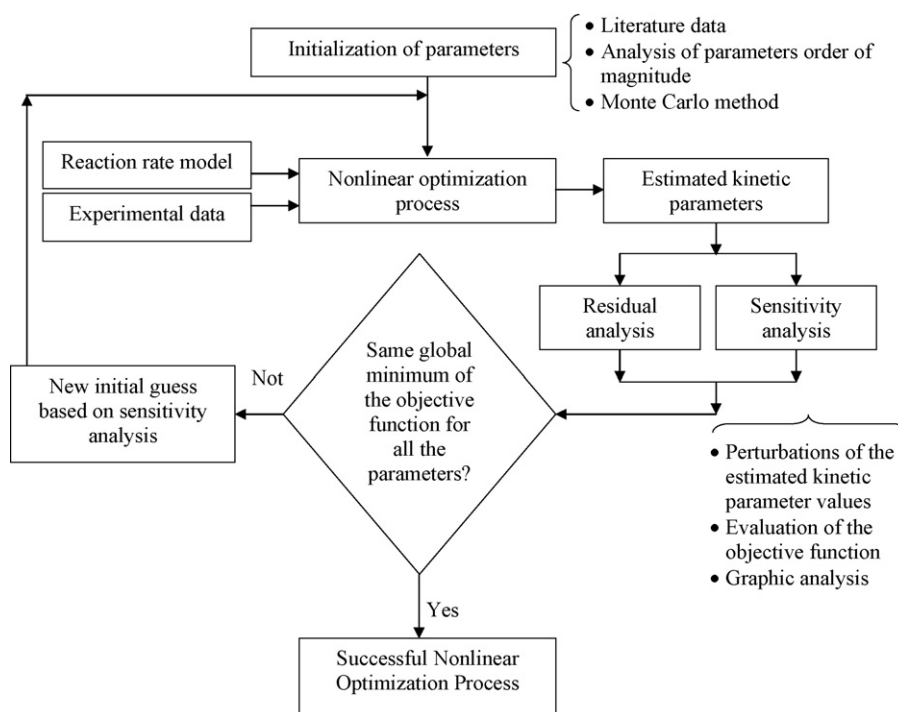 Initialization of parameters
• Literature data
• Analysis of parameters order of
magnitude
• Monte Carlo method
Reaction rate model
Experimental data
Nonlinear optimization
process
Estimated kinetic
parameters
Residual
analysis
Sensitivity
analysis
Same global
minimum of
the objective
function for
all the
parameters?
Not
New initial guess
based on sensitivity
analysis
• Perturbations of the
estimated kinetic
parameter values
• Evaluation of the
objective function
• Graphic analysis
Yes
Successful Nonlinear
Optimization Process